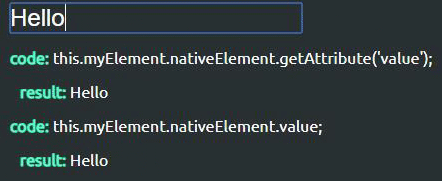 Hello
code: this.myElement.nativeElement.getAttribute('value');
result: Hello
code: this.myElement.nativeElement.value;
result: Hello